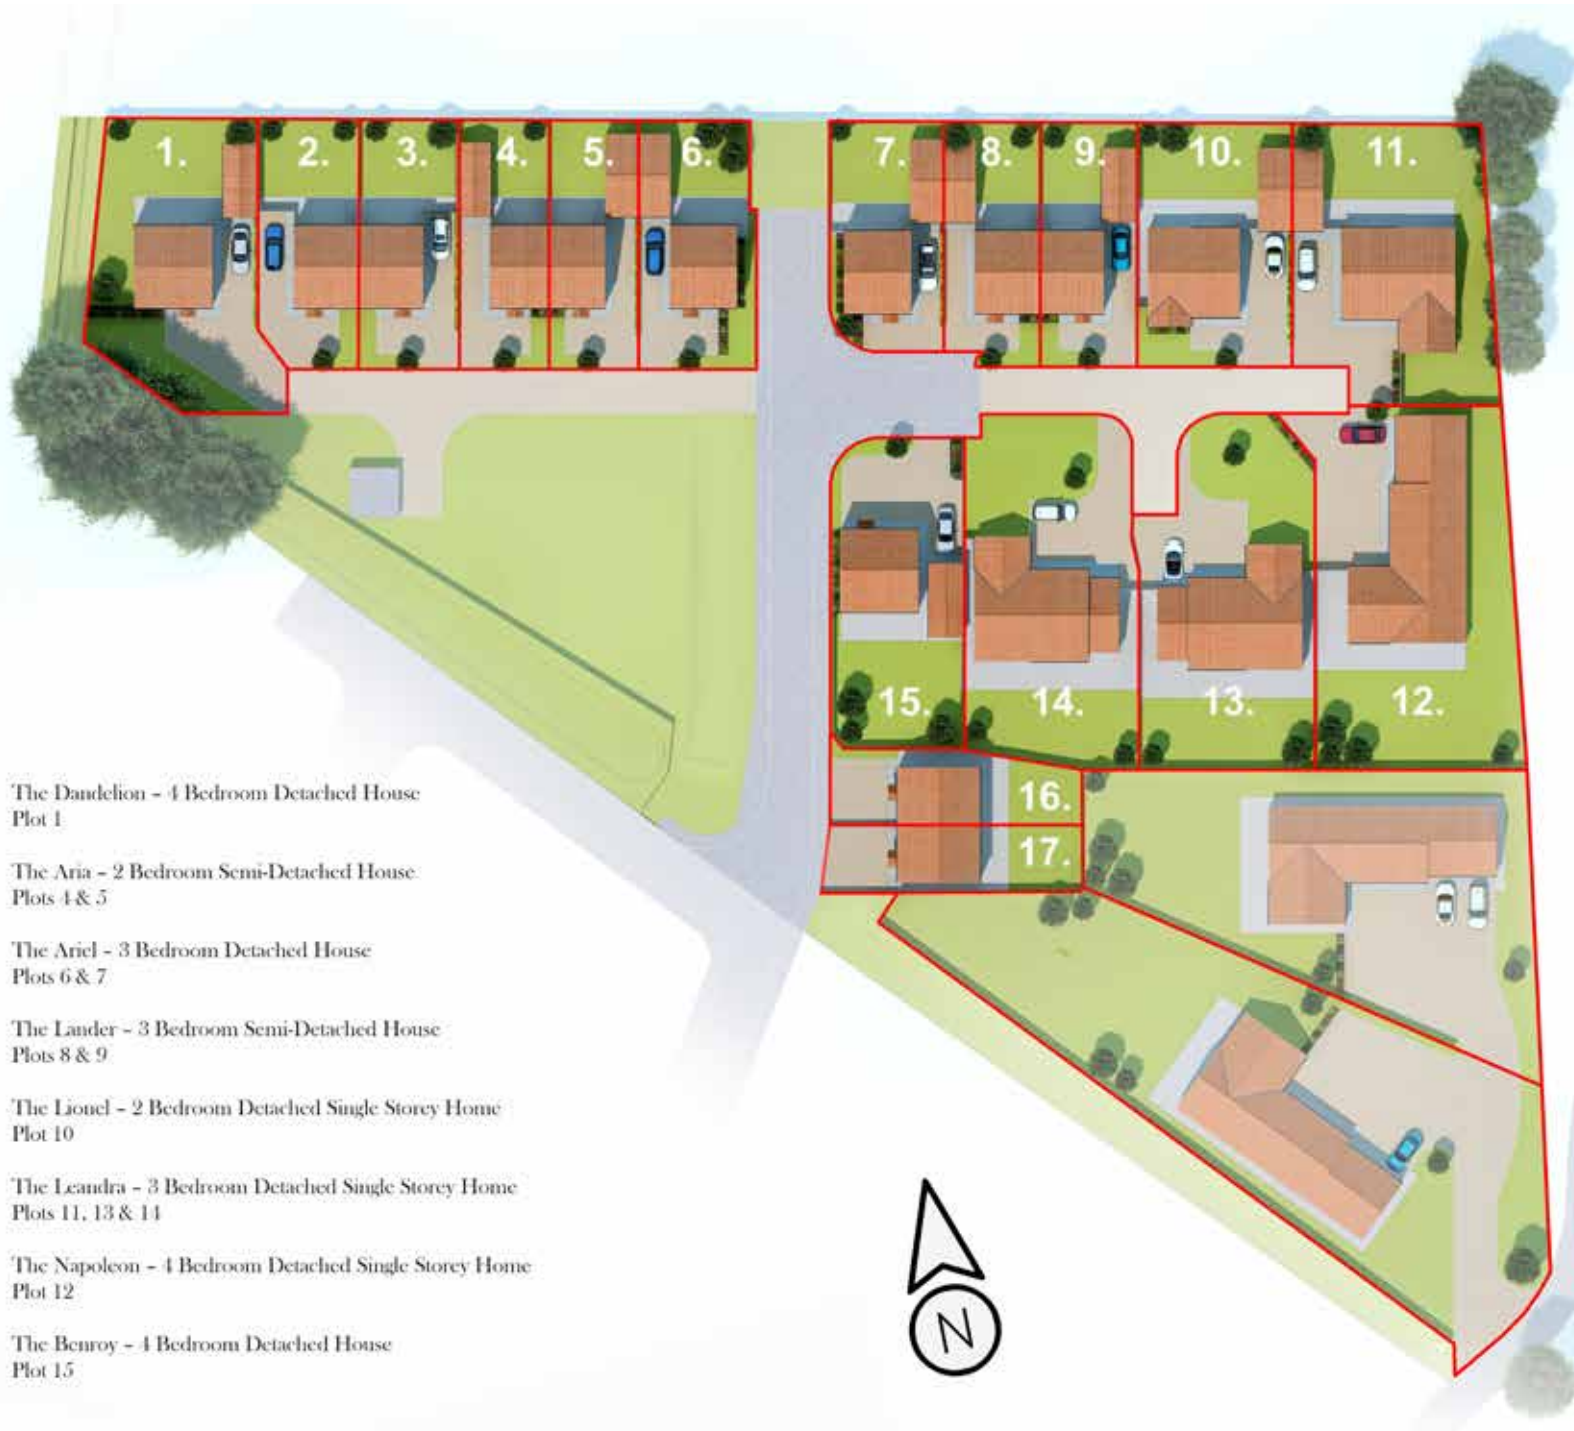 1.
2.
3.
4.
5.
6.
7.
8.
9.
10.
11.
15.
14.
13.
12.
16.
17.
The Dandelion - 4 Bedroom Detached House
Plot 1
The Aria - 2 Bedroom Semi-Detached House
Plots 4 & 5
The Ariel - 3 Bedroom Detached House
Plots 6 & 7
The Lander - 3 Bedroom Semi-Detached House
Plots 8 & 9
The Lionel - 2 Bedroom Detached Single Storey Home
Plot 10
The Leandra - 3 Bedroom Detached Single Storey Home
Plots 11, 13 & 14
The Napoleon - 4 Bedroom Detached Single Storey Home
Plot 12
The Benroy - 4 Bedroom Detached House
Plot 15
N